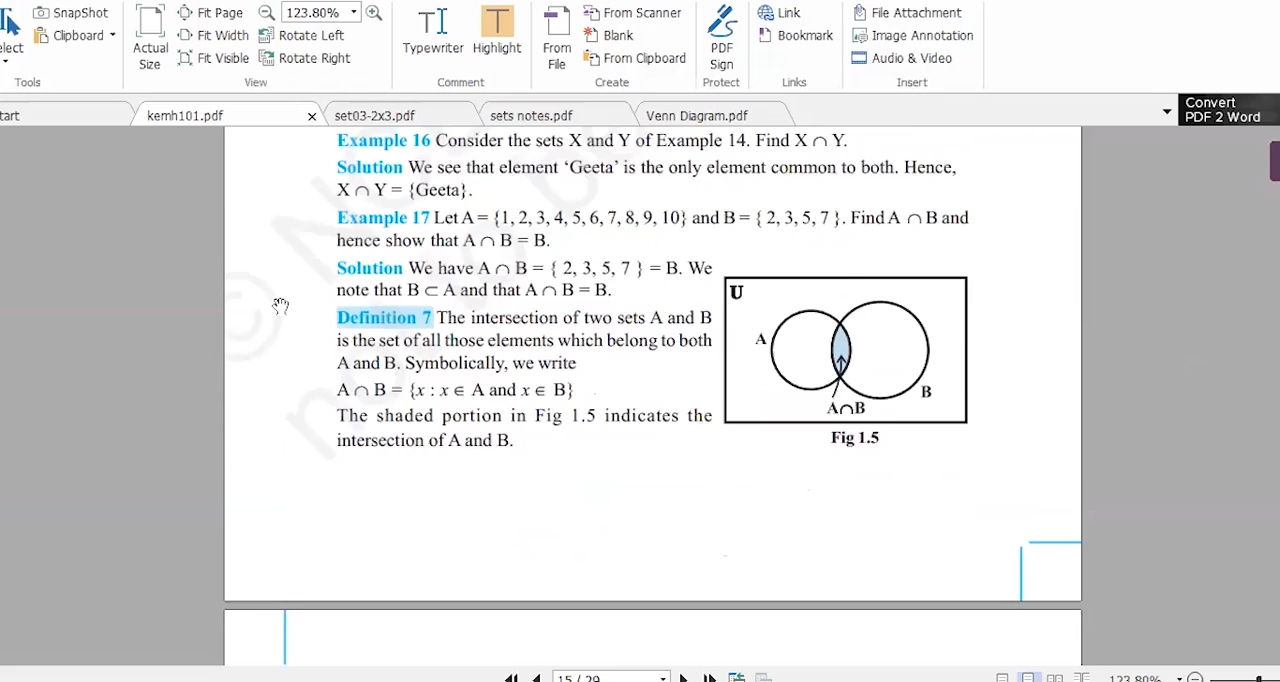 SnapShot
Clipboard
Tools
Actual
Size
Fit Page
Fit Width
Fit Visible
123.80%
Rotate Left
Rotate Right
View
Typewriter
Highlight
Comment
From
File
From Scanner
Blank
From Clipboard
Create
PDF
Sign
Protect
Link
Bookmark
Links
File Attachment
Image Annotation
Audio & Video
Insert
kemh101.pdf
set03-2x3.pdf
sets notes.pdf
Venn Diagram.pdf
Convert
PDF 2 Word
Example 16 Consider the sets X and Y of Example 14. Find X ∩ Y.
Solution We see that element ‘Geeta’ is the only element common to both. Hence,
X ∩ Y = {Geeta}.
Example 17 Let A = {1, 2, 3, 4, 5, 6, 7, 8, 9, 10} and B = { 2, 3, 5, 7 }. Find A ∩ B and
hence show that A ∩ B = B.
Solution We have A ∩ B = { 2, 3, 5, 7 } = B. We
note that B ⊂ A and that A ∩ B = B.
Definition 7 The intersection of two sets A and B
is the set of all those elements which belong to both
A and B. Symbolically, we write
A ∩ B = {x : x ∈ A and x ∈ B}
The shaded portion in Fig 1.5 indicates the
intersection of A and B.
U
A
B
A∩B
Fig 1.5
15 / 29
123.80%